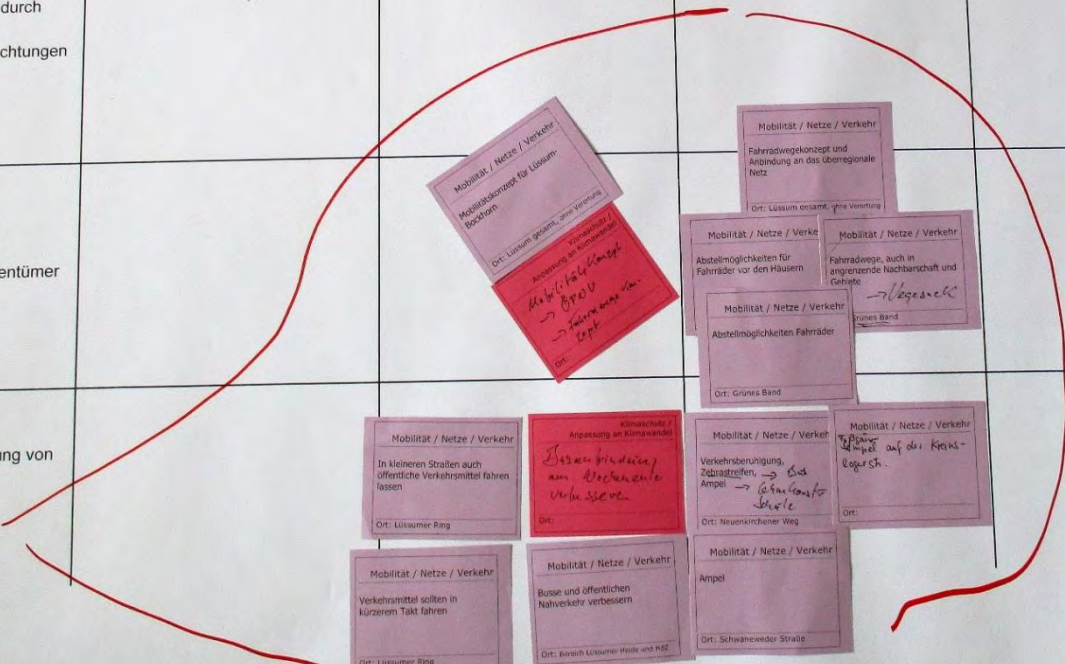 durch
chtungen
entümer
ung von
Mobilität / Netze / Verkehr
Mobilitätskonzept für Lüssum-
Bockhorn
Ort: Lüssum gesamt, ohne Verortung
Klimaschutz /
Anpassung an Klimawandel
Mobilitätskonzept
→ ÖPNV
→
Ort:
Mobilität / Netze / Verkehr
Fahrradwegekonzept und
Anbindung an das überregionale
Netz
Ort: Lüssum gesamt, ohne Verortung
Mobilität / Netze / Verke
Abstellmöglichkeiten für
Fahrräder vor den Häusern
Mobilität / Netze / Verkehr
Fahrradwege, auch in
angrenzende Nachbarschaft und
Gebiete
→ Vegesack
Grünes Band
Mobilität / Netze / Verkehr
Abstellmöglichkeiten Fahrräder
Ort: Grünes Band
Mobilität / Netze / Verkehr
In kleineren Straßen auch
öffentliche Verkehrsmittel fahren
lassen
Ort: Lüssumer Ring
Klimaschutz /
Anpassung an Klimawandel
am Wochenende
verbessern
Ort:
Mobilität / Netze / Verkehr
Verkehrsberuhigung,
Zebrastreifen, →
Ampel →
Schule
Ort: Neuenkirchener Weg
Mobilität / Netze / Verkehr
Ampel auf der
Ort:
Mobilität / Netze / Verkehr
Verkehrsmittel sollten in
kürzerem Takt fahren
Ort: Lüssumer Ring
Mobilität / Netze / Verkehr
Busse und öffentlichen
Nahverkehr verbessern
Ort: Bereich Lüssumer Heide und HdZ
Mobilität / Netze / Verkehr
Ampel
Ort: Schwaneweder Straße